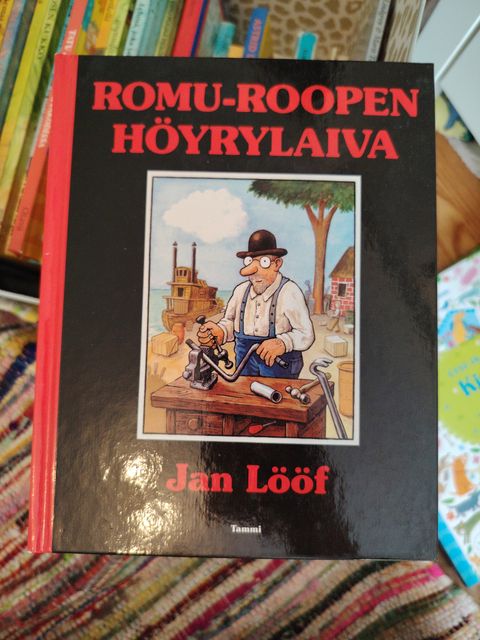 ROMU-ROOPEN
HÖYRYLAIVA
Jan Lööf
Tammi